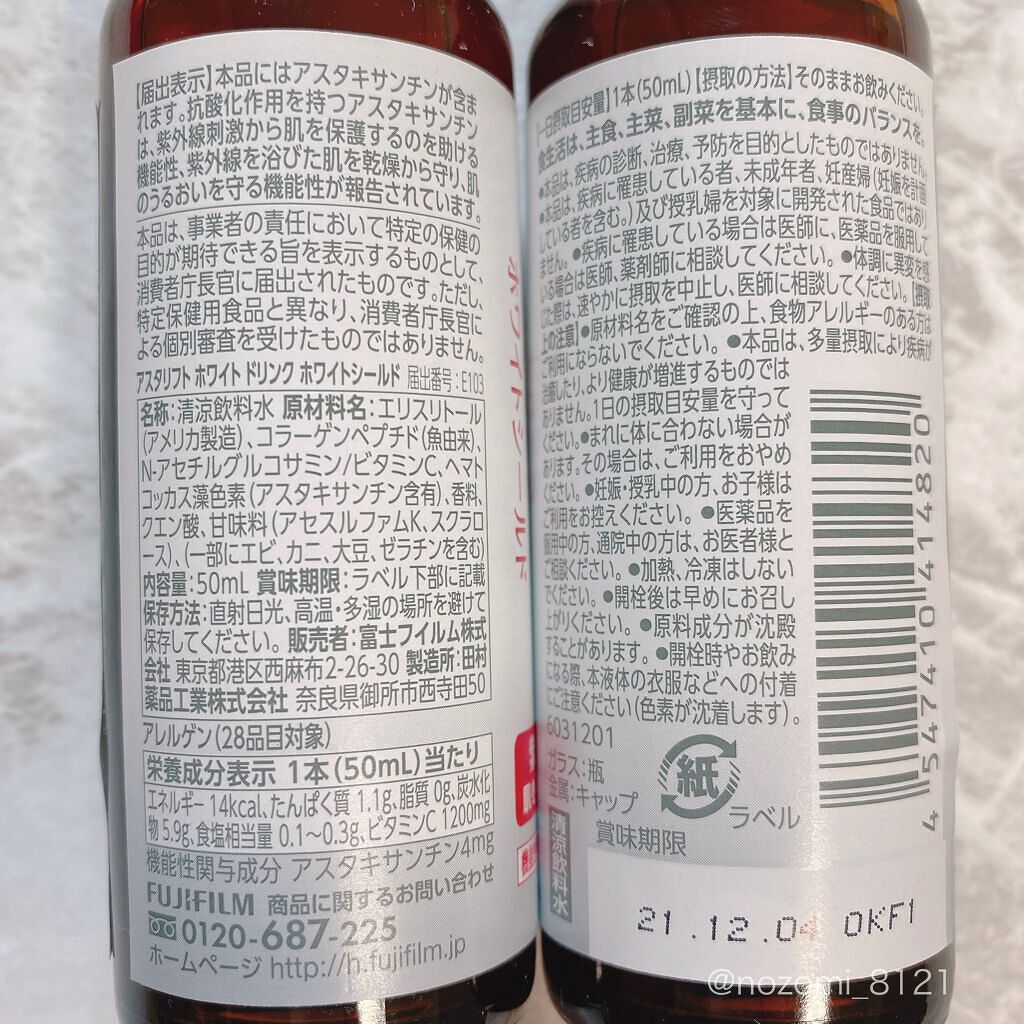 【届出表示】本品にはアスタキサンチンが含ま
れます。抗酸化作用を持つアスタキサンチン
は、紫外線刺激から肌を保護するのを助ける
機能性、紫外線を浴びた肌を乾燥から守り、肌
のうるおいを守る機能性が報告されています。
本品は、事業者の責任において特定の保健の
目的が期待できる旨を表示するものとして、
消費者庁長官に届出されたものです。ただし、
特定保健用食品と異なり、消費者庁長官に
よる個別審査を受けたものではありません。
アスタリフト ホワイト ドリンク ホワイトシールド 届出番号:E103
名称:清涼飲料水 原材料名:エリスリトール
(アメリカ製造)、コラーゲンペプチド(魚由来)、
N-アセチルグルコサミン/ビタミンC、ヘマト
コッカス藻色素(アスタキサンチン含有)、香料、
クエン酸、甘味料(アセスルファムK、スクラロ
ース)、(一部にエビ、カニ、大豆、ゼラチンを含む)
内容量:50mL 賞味期限:ラベル下部に記載
保存方法:直射日光、高温・多湿の場所を避けて
保存してください。 販売者:富士フイルム株式
会社 東京都港区西麻布2-26-30 製造所:田村
薬品工業株式会社 奈良県御所市西寺田50
アレルゲン(28品目対象)
栄養成分表示 1本(50mL)当たり
エネルギー 14kcal、たんぱく質 1.1g、脂質 0g、炭水化
物 5.9g、食塩相当量 0.1～0.3g、ビタミンC 1200mg
機能性関与成分 アスタキサンチン4mg
FUJIFILM 商品に関するお問い合わせ
0120-687-225
ホームページ http://h.fujifilm.jp
ホワイトシールド
一日摂取目安量】1本(50mL)【摂取の方法】そのままお飲みください。
食生活は、主食、主菜、副菜を基本に、食事のバランスを。
●本品は、疾病の診断、治療、予防を目的としたものではありません。
●本品は、疾病に罹患している者、未成年者、妊産婦(妊娠を計画
している者を含む。)及び授乳婦を対象に開発された食品ではあり
ません。●疾病に罹患している場合は医師に、医薬品を服用して
いる場合は医師、薬剤師に相談してください。●体調に異変を感
じた際は、速やかに摂取を中止し、医師に相談してください。【摂取
上の注意】●原材料名をご確認の上、食物アレルギーのある方は
ご利用にならないでください。●本品は、多量摂取により疾病が
治癒したり、より健康が増進するものでは
ありません。1日の摂取目安量を守って
ください。●まれに体に合わない場合が
あります。その場合は、ご利用をおやめ
ください。●妊娠・授乳中の方、お子様は
ご利用をお控えください。●医薬品を
服用中の方、通院中の方は、お医者様と
ご相談ください。●加熱、冷凍はしない
でください。●開栓後は早めにお召し
上がりください。●原料成分が沈殿
することがあります。●開栓時やお飲み
になる際、本液体の衣服などへの付着
にご注意ください(色素が沈着します)。
6031201
ガラス:瓶
金属:キャップ
紙
ラベル
4547410414820
清涼飲料水
賞味期限
21.12.04 OKF1
@nozomi_8121